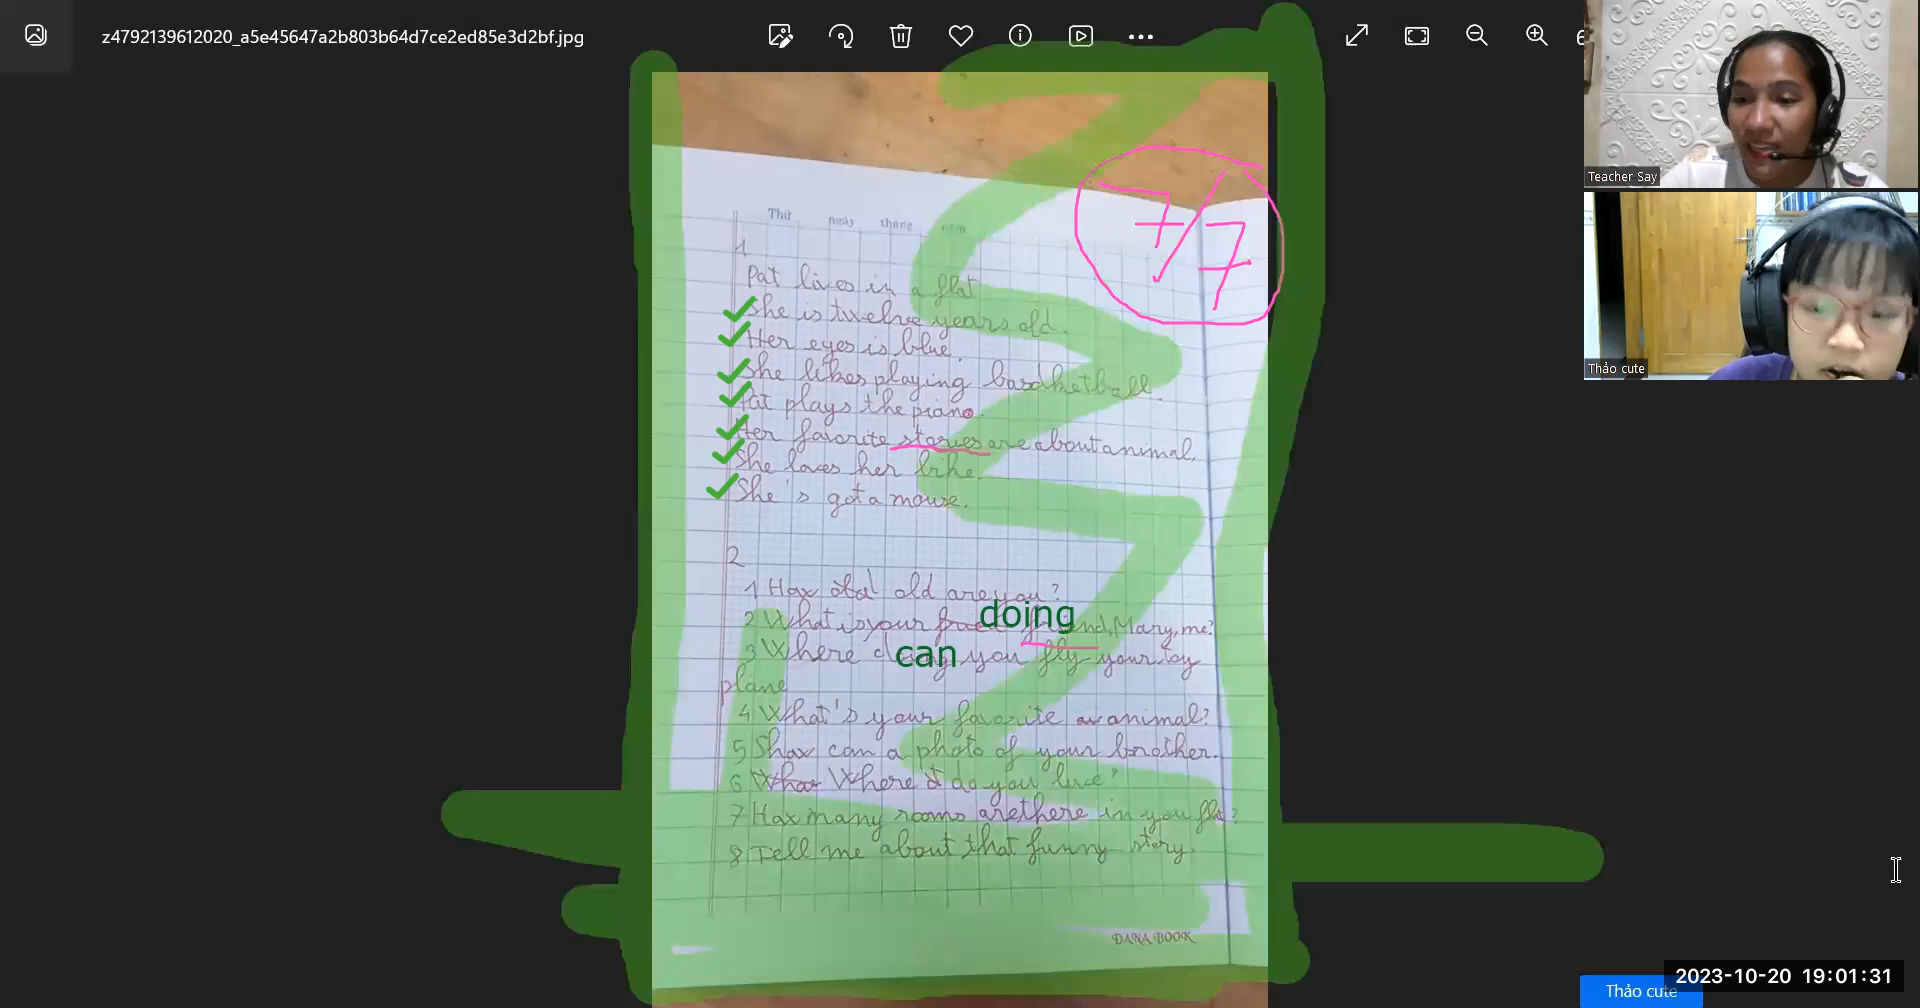 z4792139612020_a5e45647a2b803b64d7ce2ed85e3d2bf.jpg
Teacher Say
Thảo cute
7/7
Thứ ngày tháng năm
1
Pat lives in a flat
She is twelve years old.
Her eyes is blue.
She likes playing basdketball.
Pat plays the piano.
Her favorite stories are about animal.
She loves her bike.
She's got a mouse.
2
1 How old are you?
doing
2 What is your friend, Mary, me?
can
3 Where you fly your toy
plane
4 What's your favorite animal?
5 Show can a photo of your brother.
6 Where do you live?
7 How many rooms are there in you flat?
8 Tell me about that funny story.
DANA BOOK
2023-10-20 19:01:31
Thảo cute